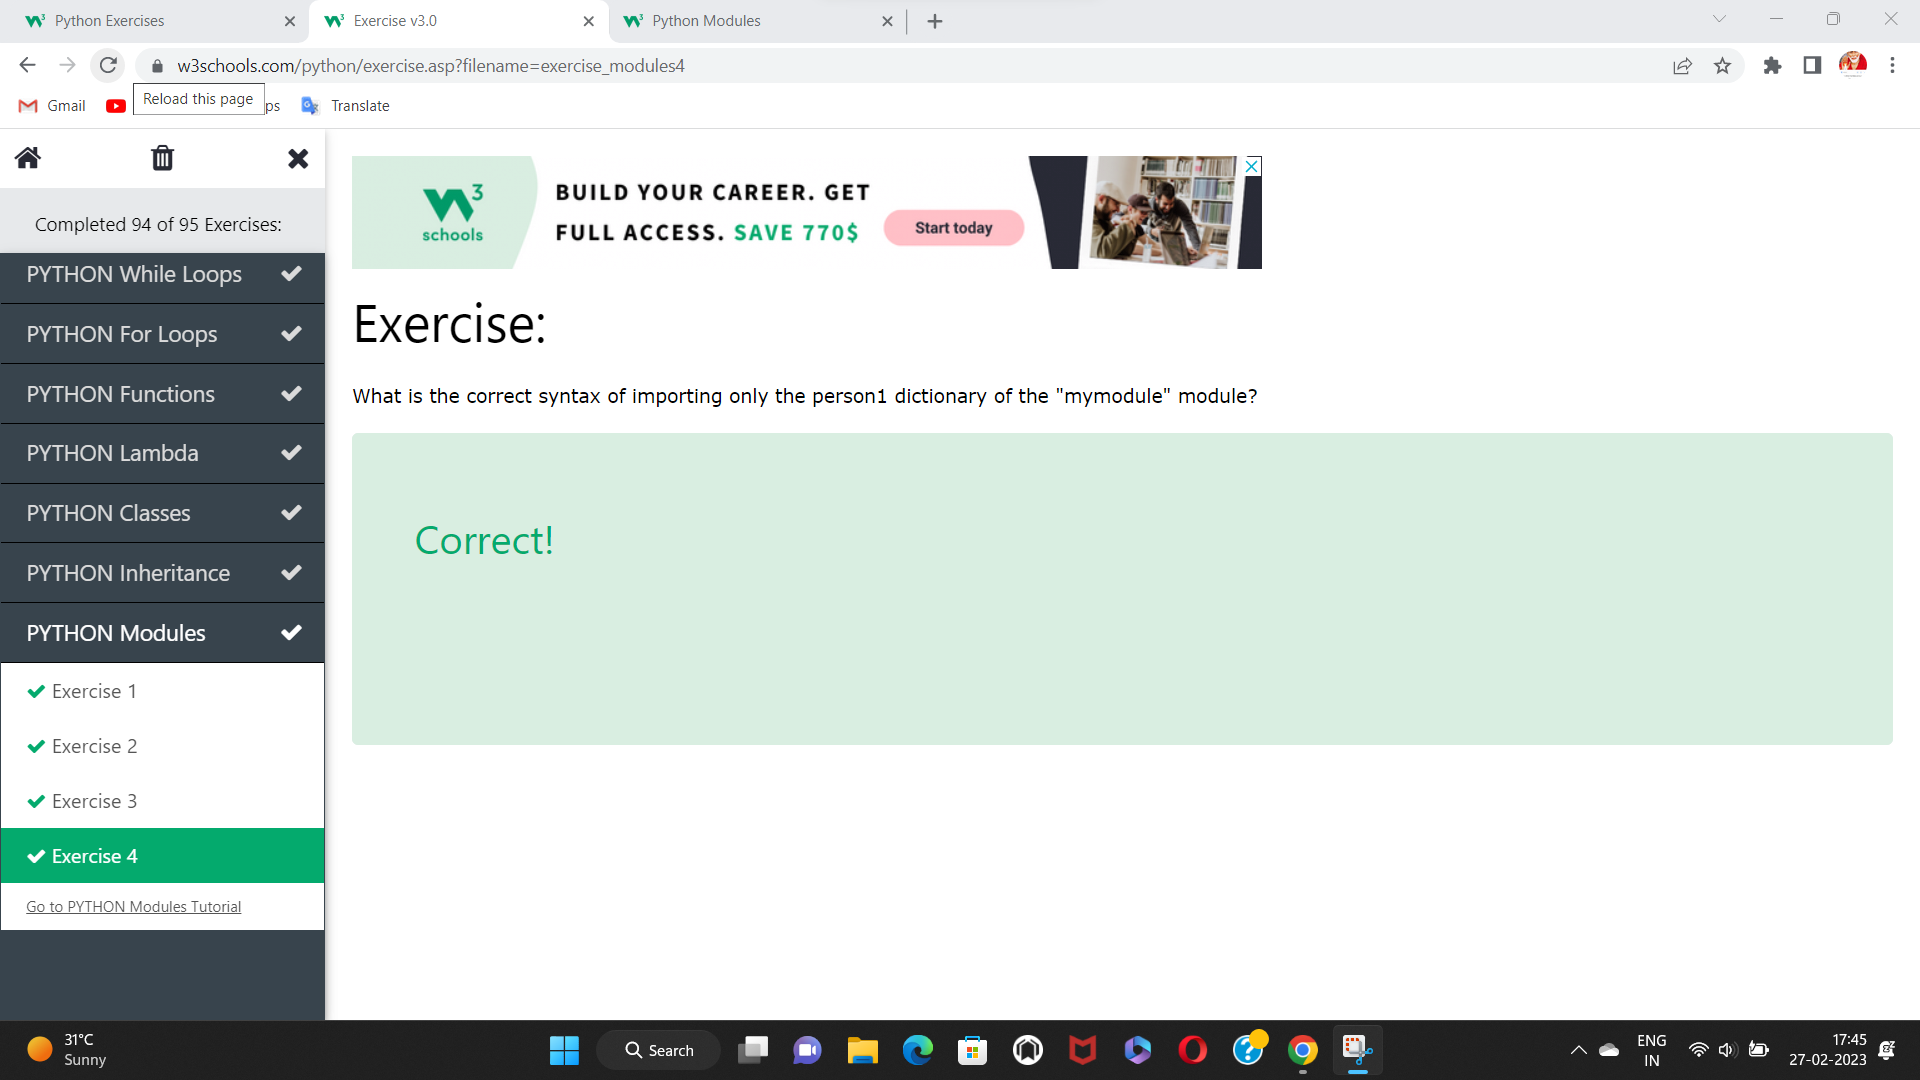 Python Exercises
Exercise v3.0
Python Modules
w3schools.com/python/exercise.asp?filename=exercise_modules4
Gmail
Reload this page
ps
Translate
Completed 94 of 95 Exercises:
PYTHON While Loops
PYTHON For Loops
PYTHON Functions
PYTHON Lambda
PYTHON Classes
PYTHON Inheritance
PYTHON Modules
Exercise 1
Exercise 2
Exercise 3
Exercise 4
Go to PYTHON Modules Tutorial
W3
schools
BUILD YOUR CAREER. GET
FULL ACCESS. SAVE 770$
Start today
Exercise:
What is the correct syntax of importing only the person1 dictionary of the "mymodule" module?
Correct!
31°C
Sunny
Search
ENG
IN
17:45
27-02-2023